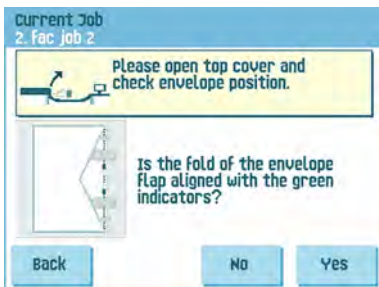 Current Job
2. Fac job 2
Please open top cover and
check envelope position.
Is the fold of the envelope
flap aligned with the green
indicators?
Back
No
Yes